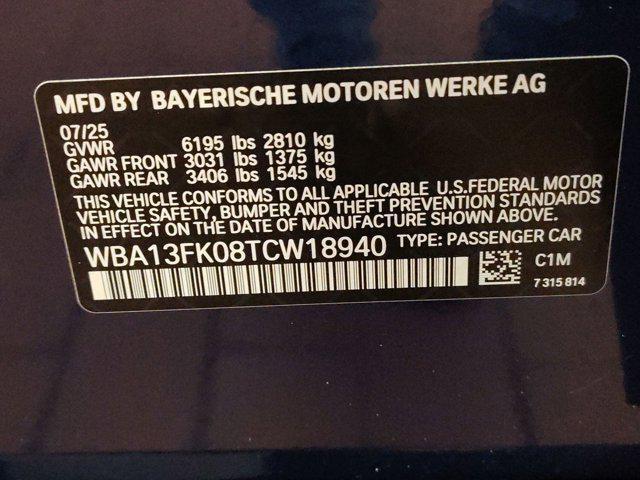 MFD BY BAYERISCHE MOTOREN WERKE AG
07/25
GVWR 6195 lbs 2810 kg
GAWR FRONT 3031 lbs 1375 kg
GAWR REAR 3406 lbs 1545 kg
THIS VEHICLE CONFORMS TO ALL APPLICABLE U.S.FEDERAL MOTOR
VEHICLE SAFETY, BUMPER AND THEFT PREVENTION STANDARDS
IN EFFECT ON THE DATE OF MANUFACTURE SHOWN ABOVE.
WBA13FK08TCW18940 TYPE: PASSENGER CAR
C1M
7 315 814